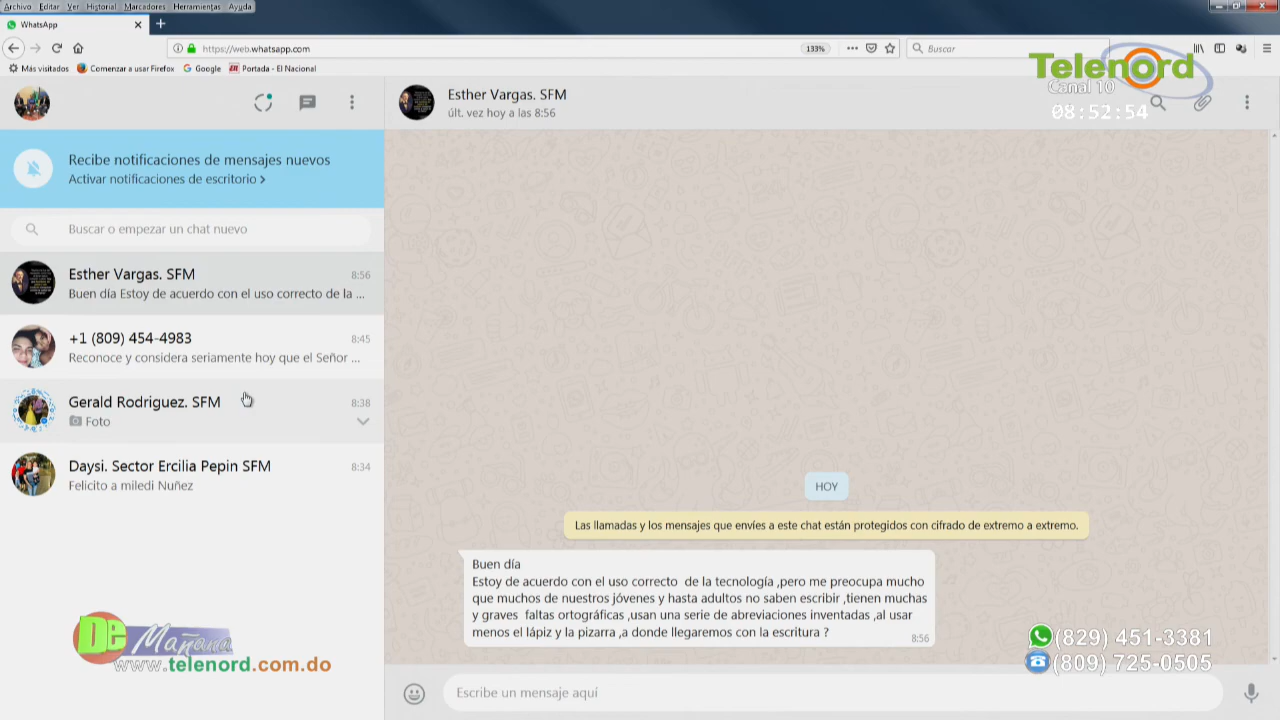 Archivo Editar Ver Historial Marcadores Herramientas Ayuda
WhatsApp
https://web.whatsapp.com
133%
Buscar
Más visitados Comenzar a usar Firefox Google Portada - El Nacional
Telenord
Canal 10
08:52:54
Esther Vargas. SFM
últ. vez hoy a las 8:56
Recibe notificaciones de mensajes nuevos
Activar notificaciones de escritorio >
Buscar o empezar un chat nuevo
Esther Vargas. SFM 8:56
Buen día Estoy de acuerdo con el uso correcto de la ...
+1 (809) 454-4983 8:45
Reconoce y considera seriamente hoy que el Señor ...
Gerald Rodriguez. SFM 8:38
Foto
Daysi. Sector Ercilia Pepin SFM 8:34
Felicito a miledi Nuñez
HOY
Las llamadas y los mensajes que envíes a este chat están protegidos con cifrado de extremo a extremo.
Buen día
Estoy de acuerdo con el uso correcto de la tecnología ,pero me preocupa mucho
que muchos de nuestros jóvenes y hasta adultos no saben escribir ,tienen muchas
y graves faltas ortográficas ,usan una serie de abreviaciones inventadas ,al usar
menos el lápiz y la pizarra ,a donde llegaremos con la escritura ?
8:56
Escribe un mensaje aquí
De Mañana
www.telenord.com.do
(829) 451-3381
(809) 725-0505